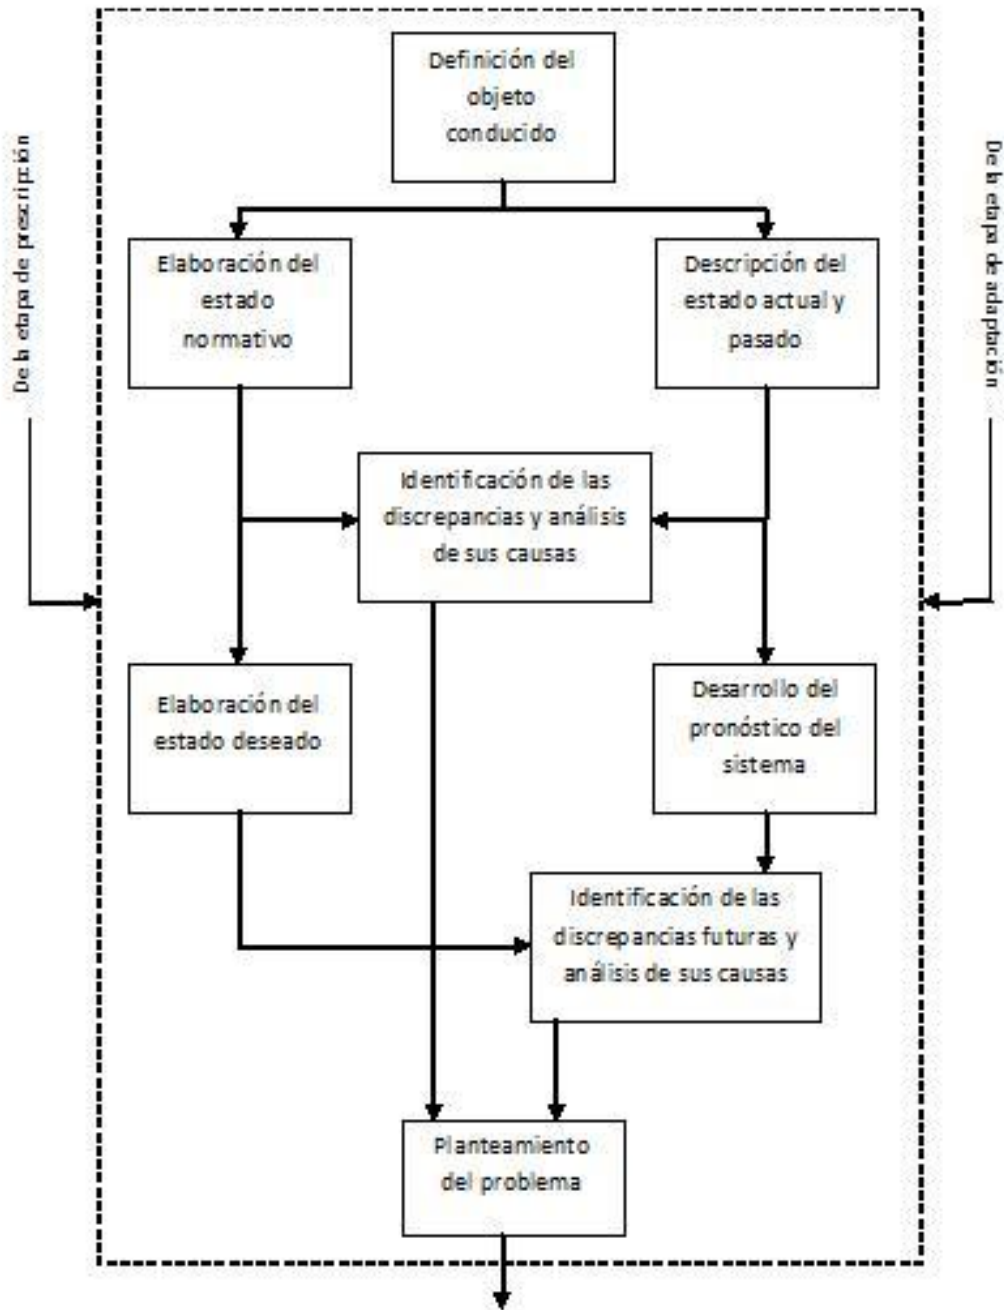 Definición del
objeto
conducido
De la etapa de prescripción
De la etapa de adaptación
Elaboración del
estado
normativo
Descripción del
estado actual y
pasado
Identificación de las
discrepancias y análisis
de sus causas
Elaboración del
estado deseado
Desarrollo del
pronóstico del
sistema
Identificación de las
discrepancias futuras y
análisis de sus causas
Planteamiento
del problema